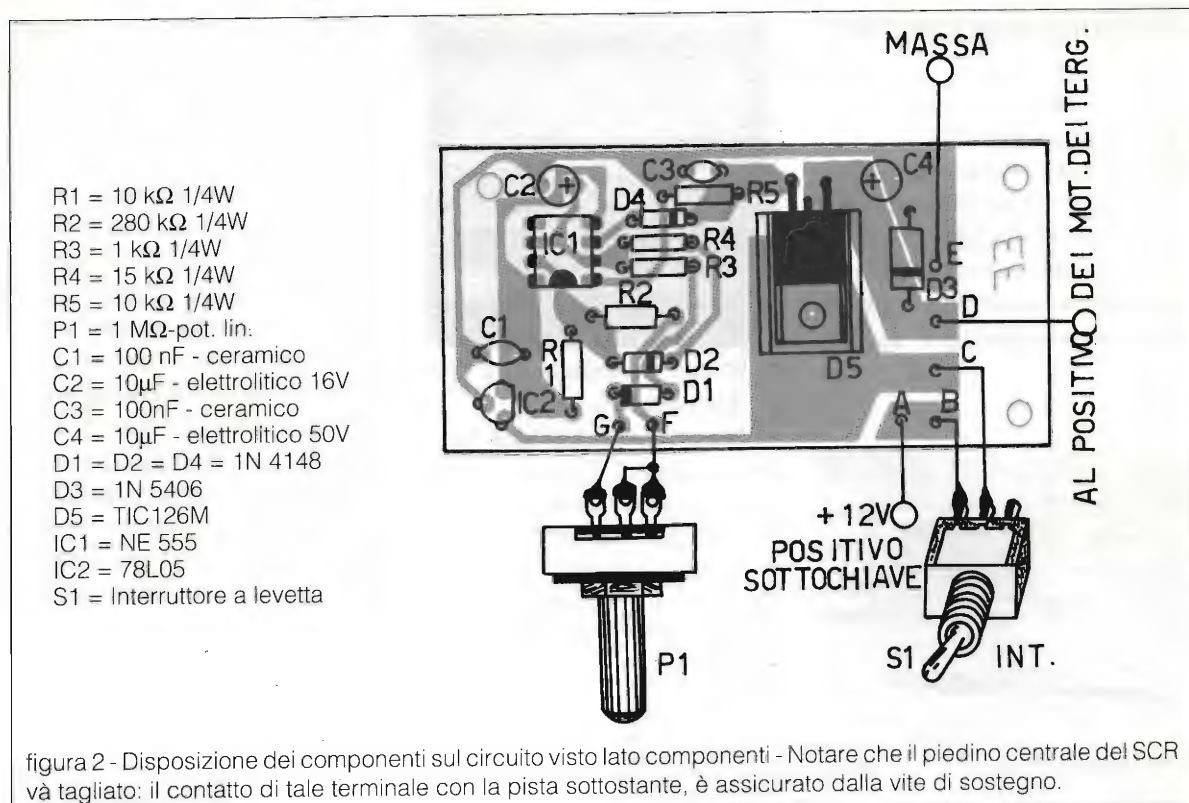 R1 = 10 kΩ 1/4W
R2 = 280 kΩ 1/4W
R3 = 1 kΩ 1/4W
R4 = 15 kΩ 1/4W
R5 = 10 kΩ 1/4W
P1 = 1 MΩ-pot. lin.
C1 = 100 nF - ceramico
C2 = 10µF - elettrolitico 16V
C3 = 100nF - ceramico
C4 = 10µF - elettrolitico 50V
D1 = D2 = D4 = 1N 4148
D3 = 1N 5406
D5 = TIC126M
IC1 = NE 555
IC2 = 78L05
S1 = Interruttore a levetta
MASSA
AL POSITIVO DEI MOT. DEI TERG.
C2
C3
C4
D4
R5
IC1
R4
R3
E
EE
D3
R2
D
C1
R1
D2
D5
C
IC2
D1
A
B
G
F
+ 12V
POSITIVO
SOTTOCHIAVE
P1
S1
INT.
figura 2 - Disposizione dei componenti sul circuito visto lato componenti - Notare che il piedino centrale del SCR
và tagliato: il contatto di tale terminale con la pista sottostante, è assicurato dalla vite di sostegno.